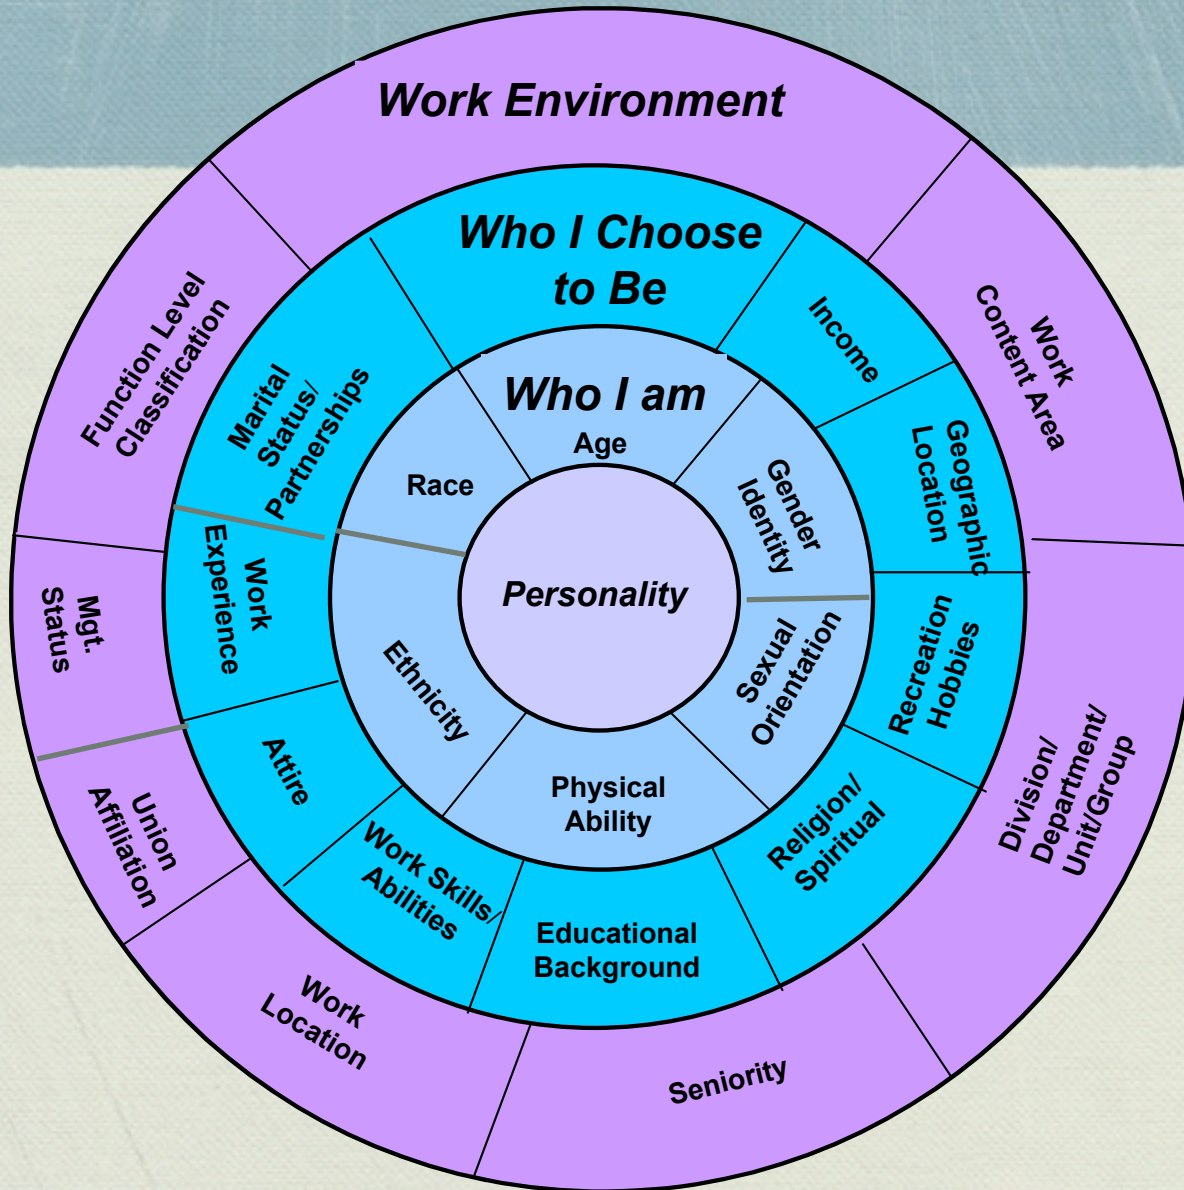 Work Environment
Who I Choose
to Be
Who I am
Age
Personality
Race
Gender
Identity
Sexual
Orientation
Physical
Ability
Ethnicity
Income
Geographic
Location
Recreation
Hobbies
Religion/
Spiritual
Educational
Background
Work Skills/
Abilities
Attire
Work
Experience
Marital
Status/
Partnerships
Work
Content Area
Division/
Department/
Unit/Group
Seniority
Work
Location
Union
Affiliation
Mgt.
Status
Function Level
Classification